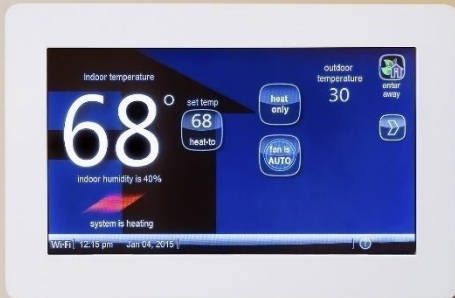 Indoor temperature
68°
indoor humidity is 40%
system is heating
set temp
68
heat-to
heat
only
fan is
AUTO
outdoor
temperature
30
enter
away
Wi-Fi 12:15 pm Jan 04, 2015